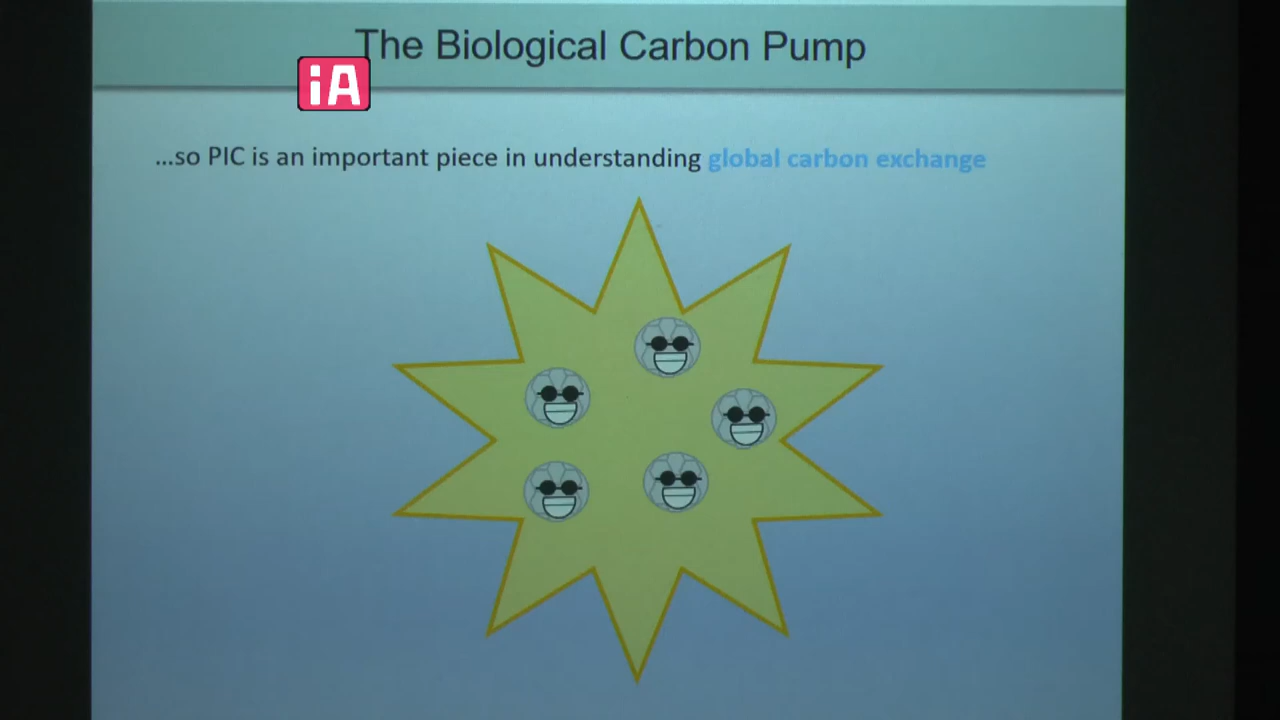 The Biological Carbon Pump
iA
...so PIC is an important piece in understanding global carbon exchange